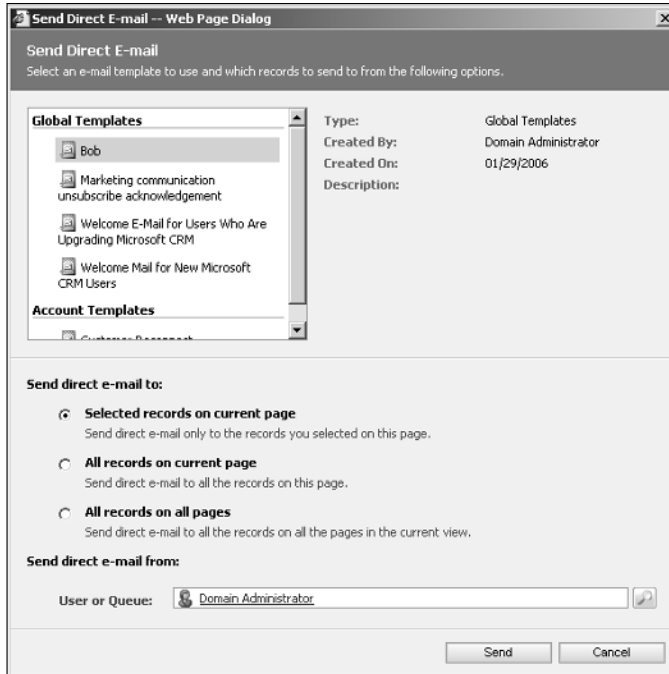 Send Direct E-mail -- Web Page Dialog
Send Direct E-mail
Select an e-mail template to use and which records to send to from the following options.
Global Templates
Bob
Marketing communication
unsubscribe acknowledgement
Welcome E-Mail for Users Who Are
Upgrading Microsoft CRM
Welcome Mail for New Microsoft
CRM Users
Account Templates
Type: Global Templates
Created By: Domain Administrator
Created On: 01/29/2006
Description:
Send direct e-mail to:
Selected records on current page
Send direct e-mail only to the records you selected on this page.
All records on current page
Send direct e-mail to all the records on this page.
All records on all pages
Send direct e-mail to all the records on all the pages in the current view.
Send direct e-mail from:
User or Queue: Domain Administrator
Send Cancel